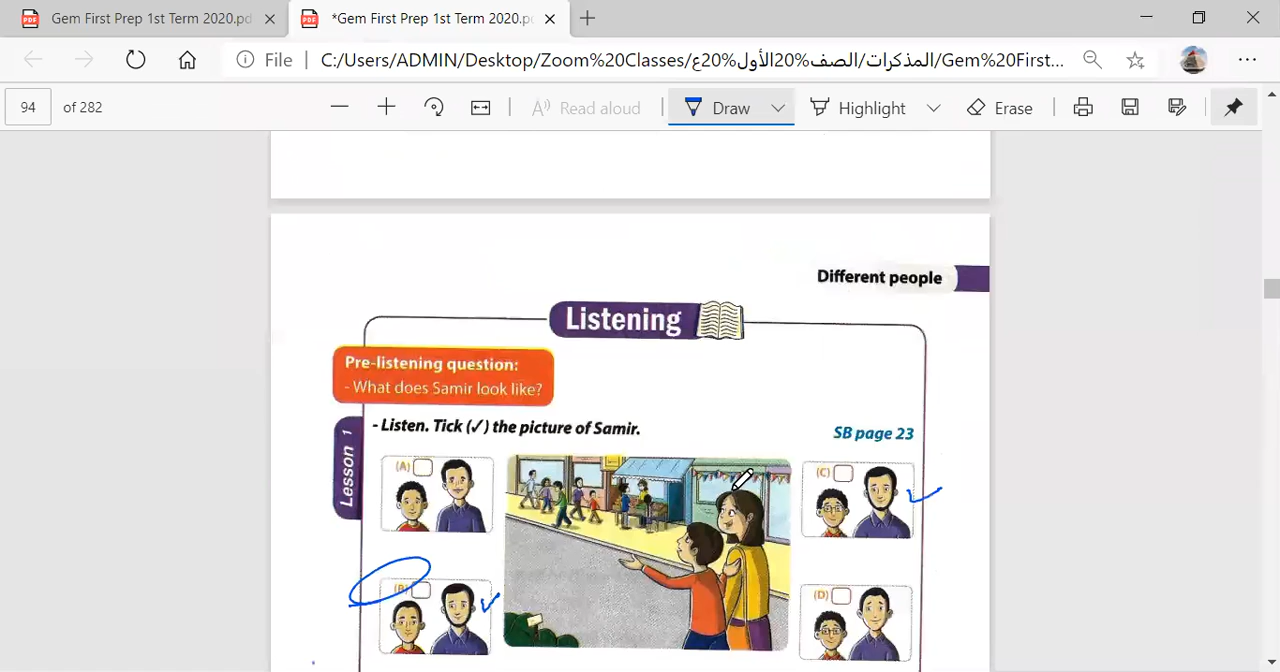 Gem First Prep 1st Term 2020.pd
*Gem First Prep 1st Term 2020.p
File
C:/Users/ADMIN/Desktop/Zoom%20Classes/المذكرات/الصف%20الأول%20ع/Gem%20First...
94 of 282
Read aloud
Draw
Highlight
Erase
Different people
Listening
Pre-listening question:
- What does Samir look like?
- Listen. Tick (✓) the picture of Samir.
SB page 23
Lesson 1
(A)
(C)
(B)
(D)